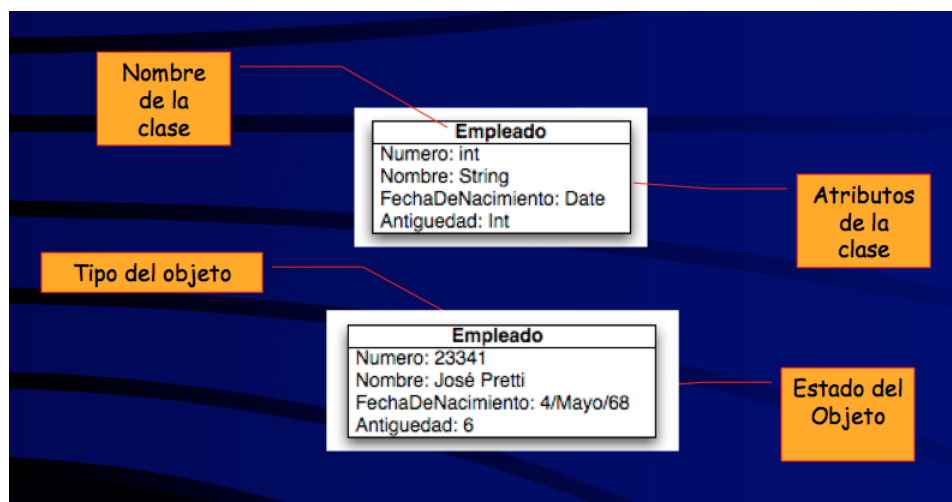 Nombre
de la
clase
Empleado
Numero: int
Nombre: String
FechaDeNacimiento: Date
Antiguedad: Int
Atributos
de la
clase
Tipo del objeto
Empleado
Numero: 23341
Nombre: José Pretti
FechaDeNacimiento: 4/Mayo/68
Antiguedad: 6
Estado del
Objeto